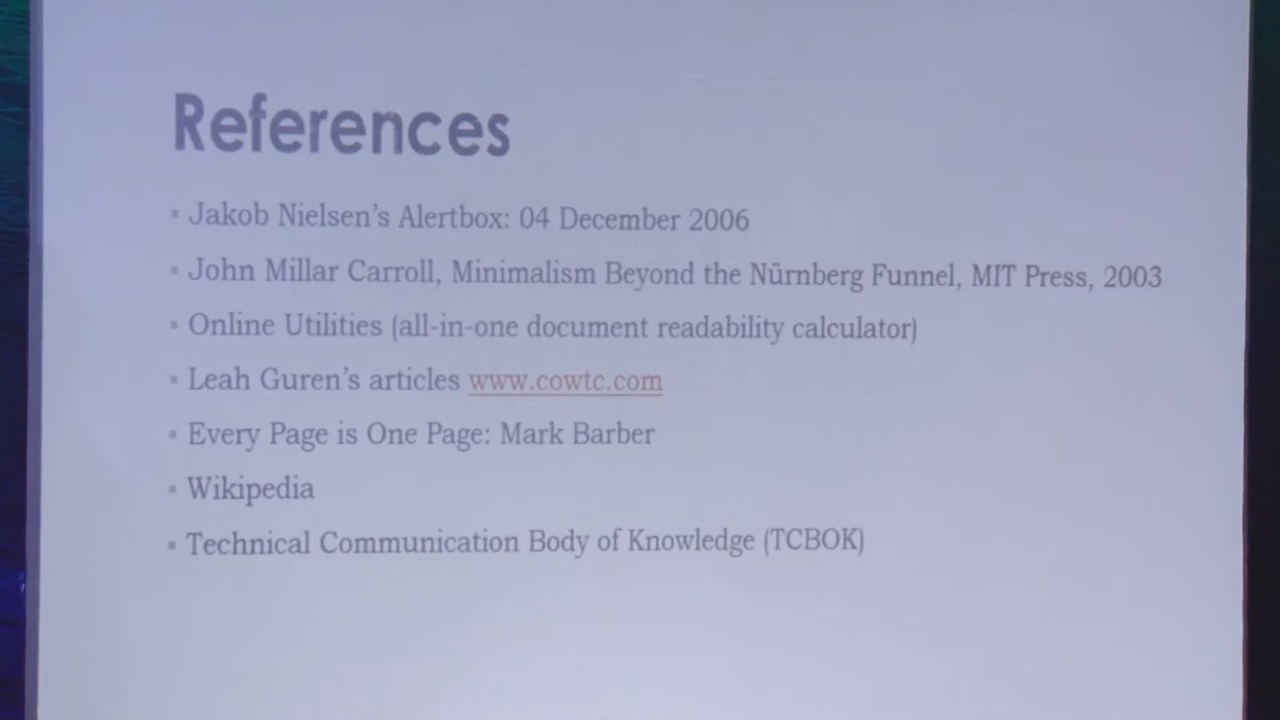 References
▪ Jakob Nielsen's Alertbox: 04 December 2006
▪ John Millar Carroll, Minimalism Beyond the Nürnberg Funnel, MIT Press, 2003
▪ Online Utilities (all-in-one document readability calculator)
▪ Leah Guren's articles www.cowtc.com
▪ Every Page is One Page: Mark Barber
▪ Wikipedia
▪ Technical Communication Body of Knowledge (TCBOK)